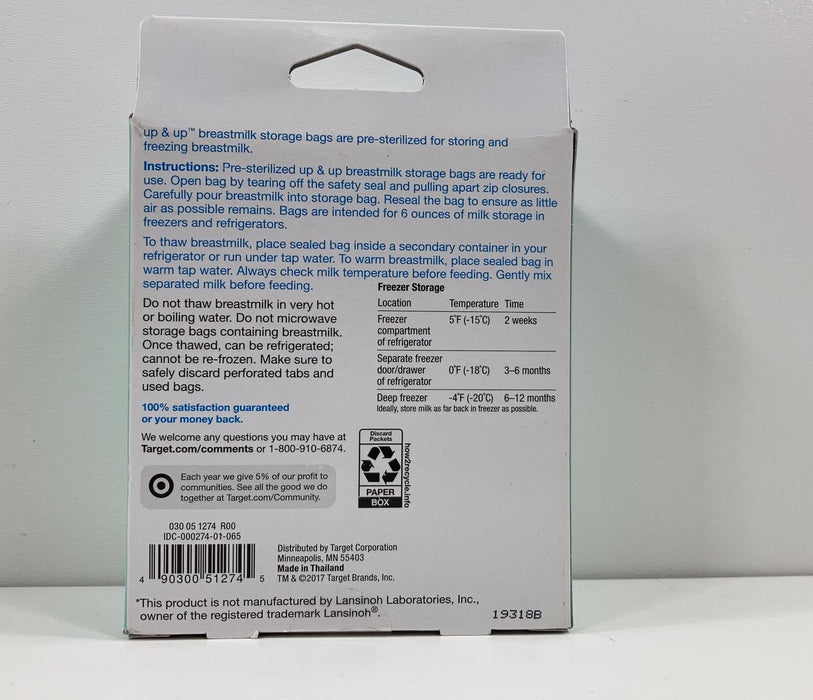 up & up™ breastmilk storage bags are pre-sterilized for storing and
freezing breastmilk.
Instructions: Pre-sterilized up & up breastmilk storage bags are ready for
use. Open bag by tearing off the safety seal and pulling apart zip closures.
Carefully pour breastmilk into storage bag. Reseal the bag to ensure as little
air as possible remains. Bags are intended for 6 ounces of milk storage in
freezers and refrigerators.
To thaw breastmilk, place sealed bag inside a secondary container in your
refrigerator or run under tap water. To warm breastmilk, place sealed bag in
warm tap water. Always check milk temperature before feeding. Gently mix
separated milk before feeding.
Do not thaw breastmilk in very hot
or boiling water. Do not microwave
storage bags containing breastmilk.
Once thawed, can be refrigerated;
cannot be re-frozen. Make sure to
safely discard perforated tabs and
used bags.
Freezer Storage
Location Temperature Time
Freezer
compartment
of refrigerator 5°F (-15°C) 2 weeks
Separate freezer
door/drawer
of refrigerator 0°F (-18°C) 3–6 months
Deep freezer -4°F (-20°C) 6–12 months
Ideally, store milk as far back in freezer as possible.
100% satisfaction guaranteed
or your money back.
We welcome any questions you may have at
Target.com/comments or 1-800-910-6874.
Each year we give 5% of our profit to
communities. See all the good we do
together at Target.com/Community.
Discard
Packets
PAPER
BOX
how2recycle.info
030 05 1274 R00
IDC-000274-01-065
4 90300 51274 5
Distributed by Target Corporation
Minneapolis, MN 55403
Made in Thailand
TM & ©2017 Target Brands, Inc.
*This product is not manufactured by Lansinoh Laboratories, Inc.,
owner of the registered trademark Lansinoh®.
19318B